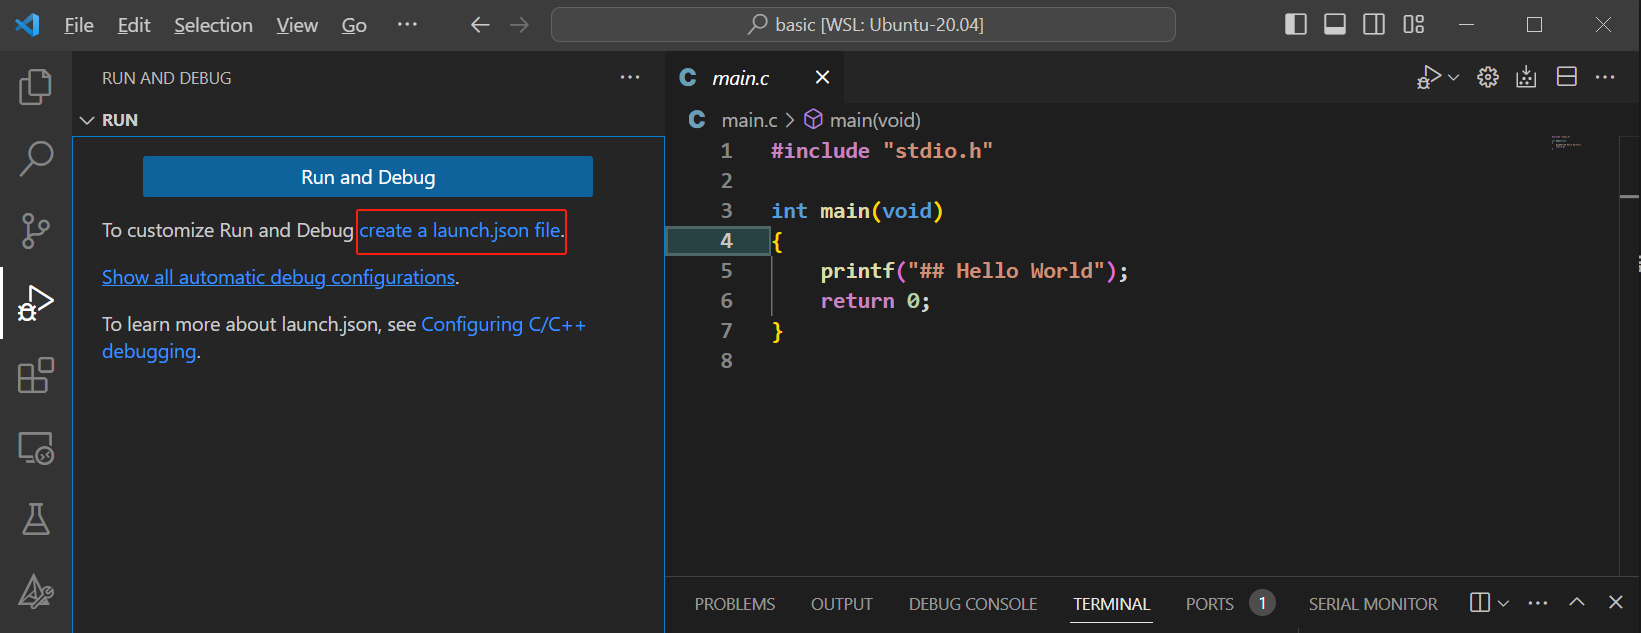 File Edit Selection View Go ··· basic [WSL: Ubuntu-20.04]
RUN AND DEBUG
RUN
Run and Debug
To customize Run and Debug create a launch.json file.
Show all automatic debug configurations.
To learn more about launch.json, see Configuring C/C++
debugging.
C main.c
C main.c > main(void)
1 #include "stdio.h"
2
3 int main(void)
4 {
5 printf("## Hello World");
6 return 0;
7 }
8
PROBLEMS OUTPUT DEBUG CONSOLE TERMINAL PORTS 1 SERIAL MONITOR